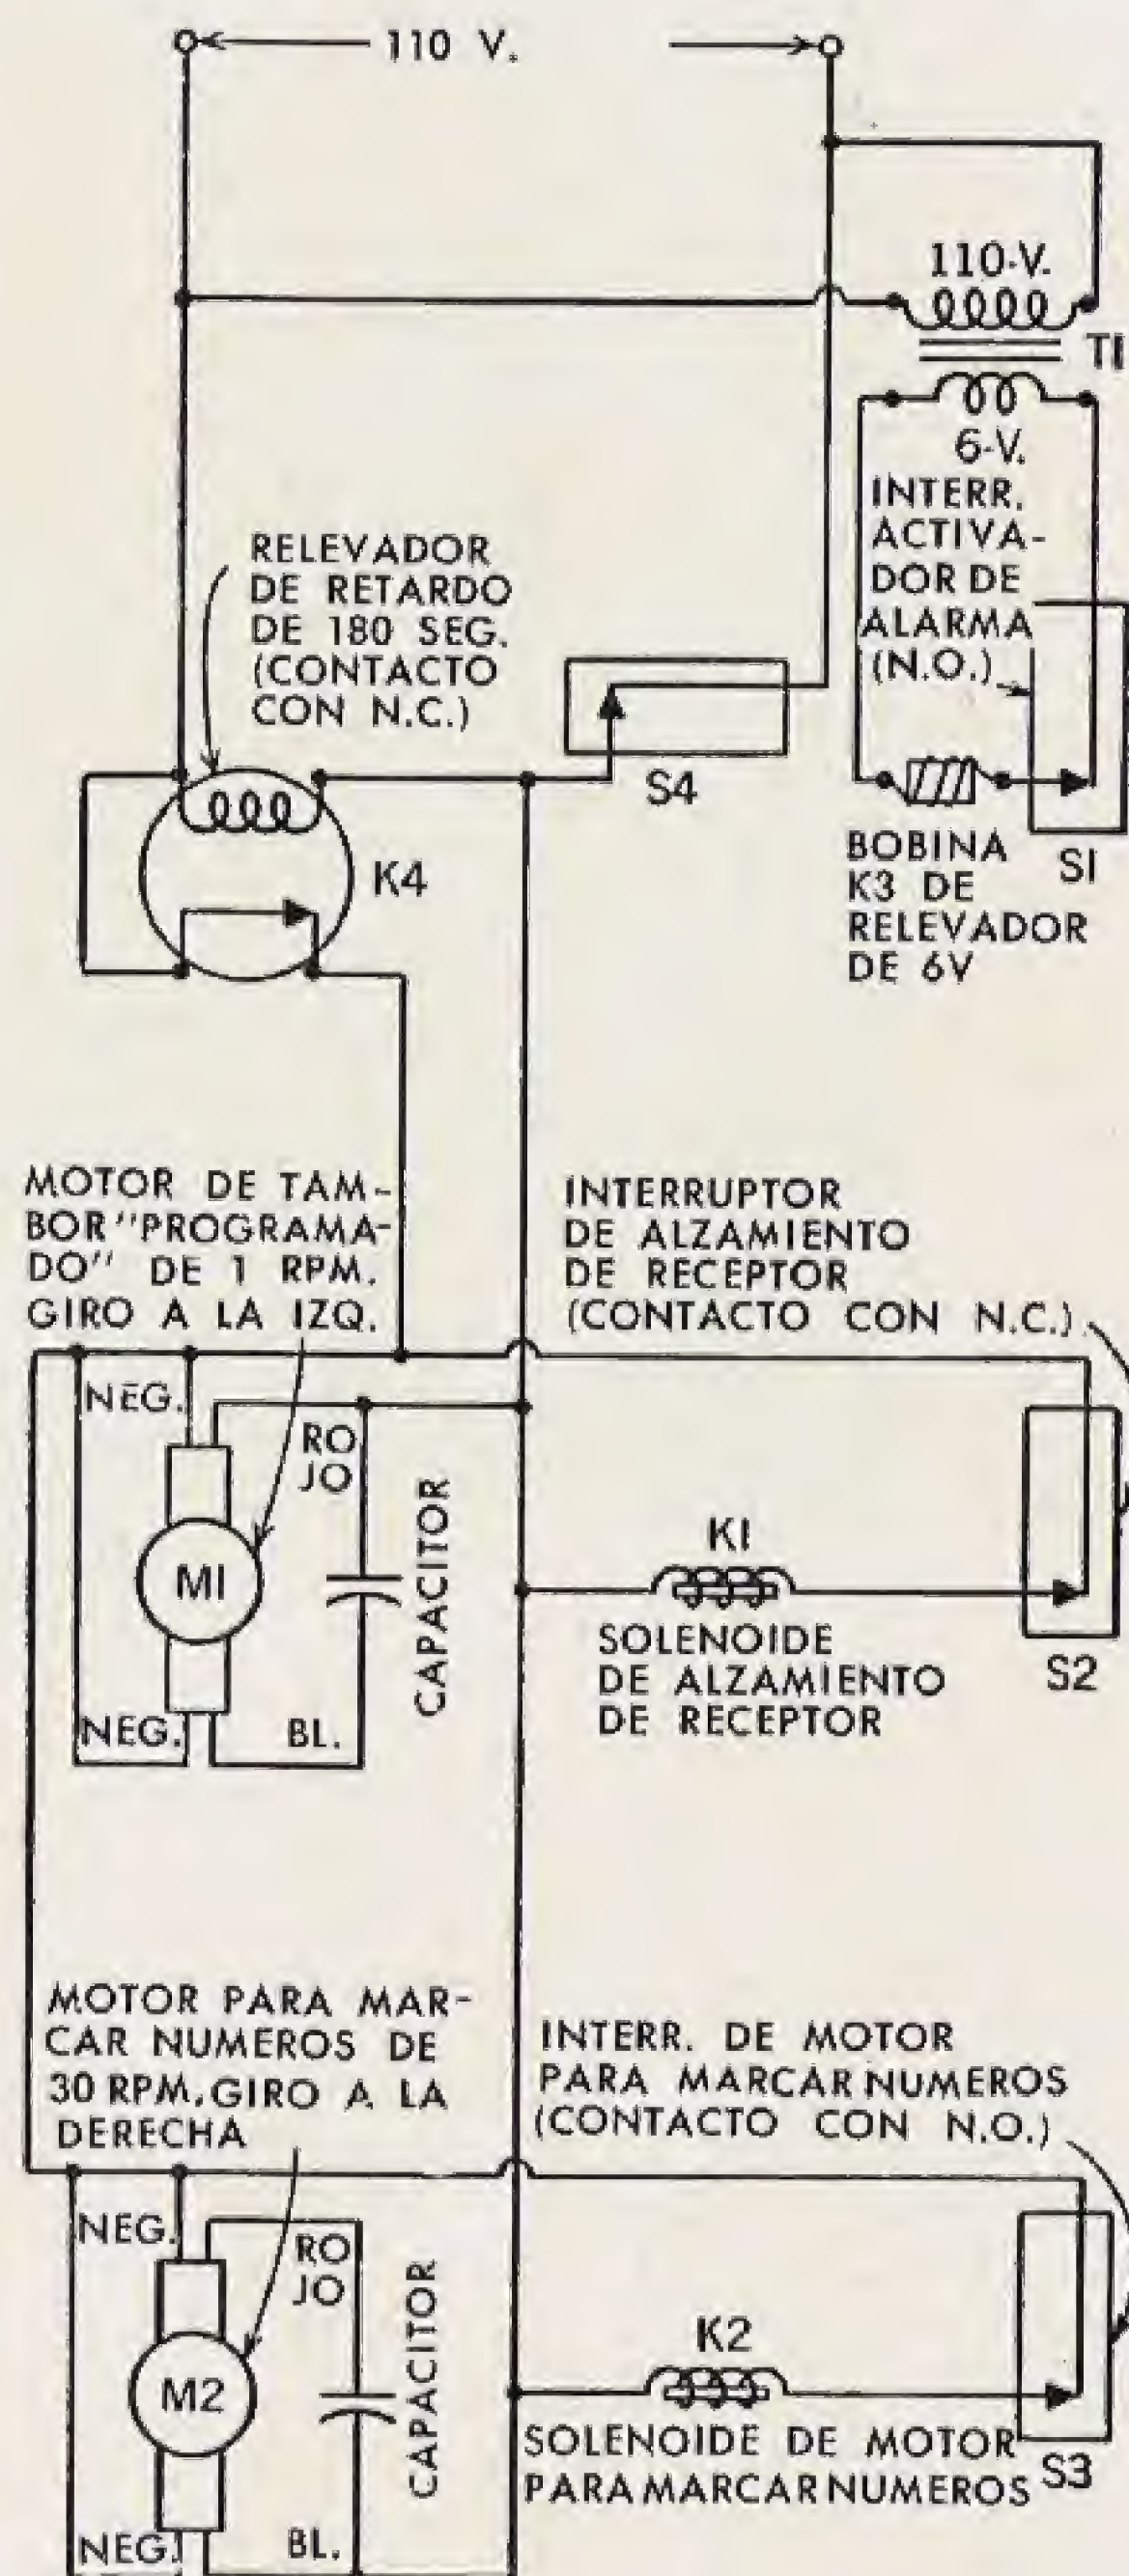 110 V.
110-V.
T1
6-V.
INTERR.
ACTIVA-
DOR DE
ALARMA
(N.O.)
RELEVADOR
DE RETARDO
DE 180 SEG.
(CONTACTO
CON N.C.)
S4
K4
BOBINA
K3 DE
RELEVADOR
DE 6V
S1
MOTOR DE TAM-
BOR "PROGRAMA-
DO" DE 1 RPM.
GIRO A LA IZQ.
INTERRUPTOR
DE ALZAMIENTO
DE RECEPTOR
(CONTACTO CON N.C.)
NEG.
RO
JO
CAPACITOR
M1
K1
SOLENOIDE
DE ALZAMIENTO
DE RECEPTOR
S2
NEG.
BL.
MOTOR PARA MAR-
CAR NUMEROS DE
30 RPM. GIRO A LA
DERECHA
INTERR. DE MOTOR
PARA MARCAR NUMEROS
(CONTACTO CON N.O.)
NEG.
RO
JO
CAPACITOR
M2
K2
SOLENOIDE DE MOTOR
PARA MARCAR NUMEROS
S3
NEG.
BL.